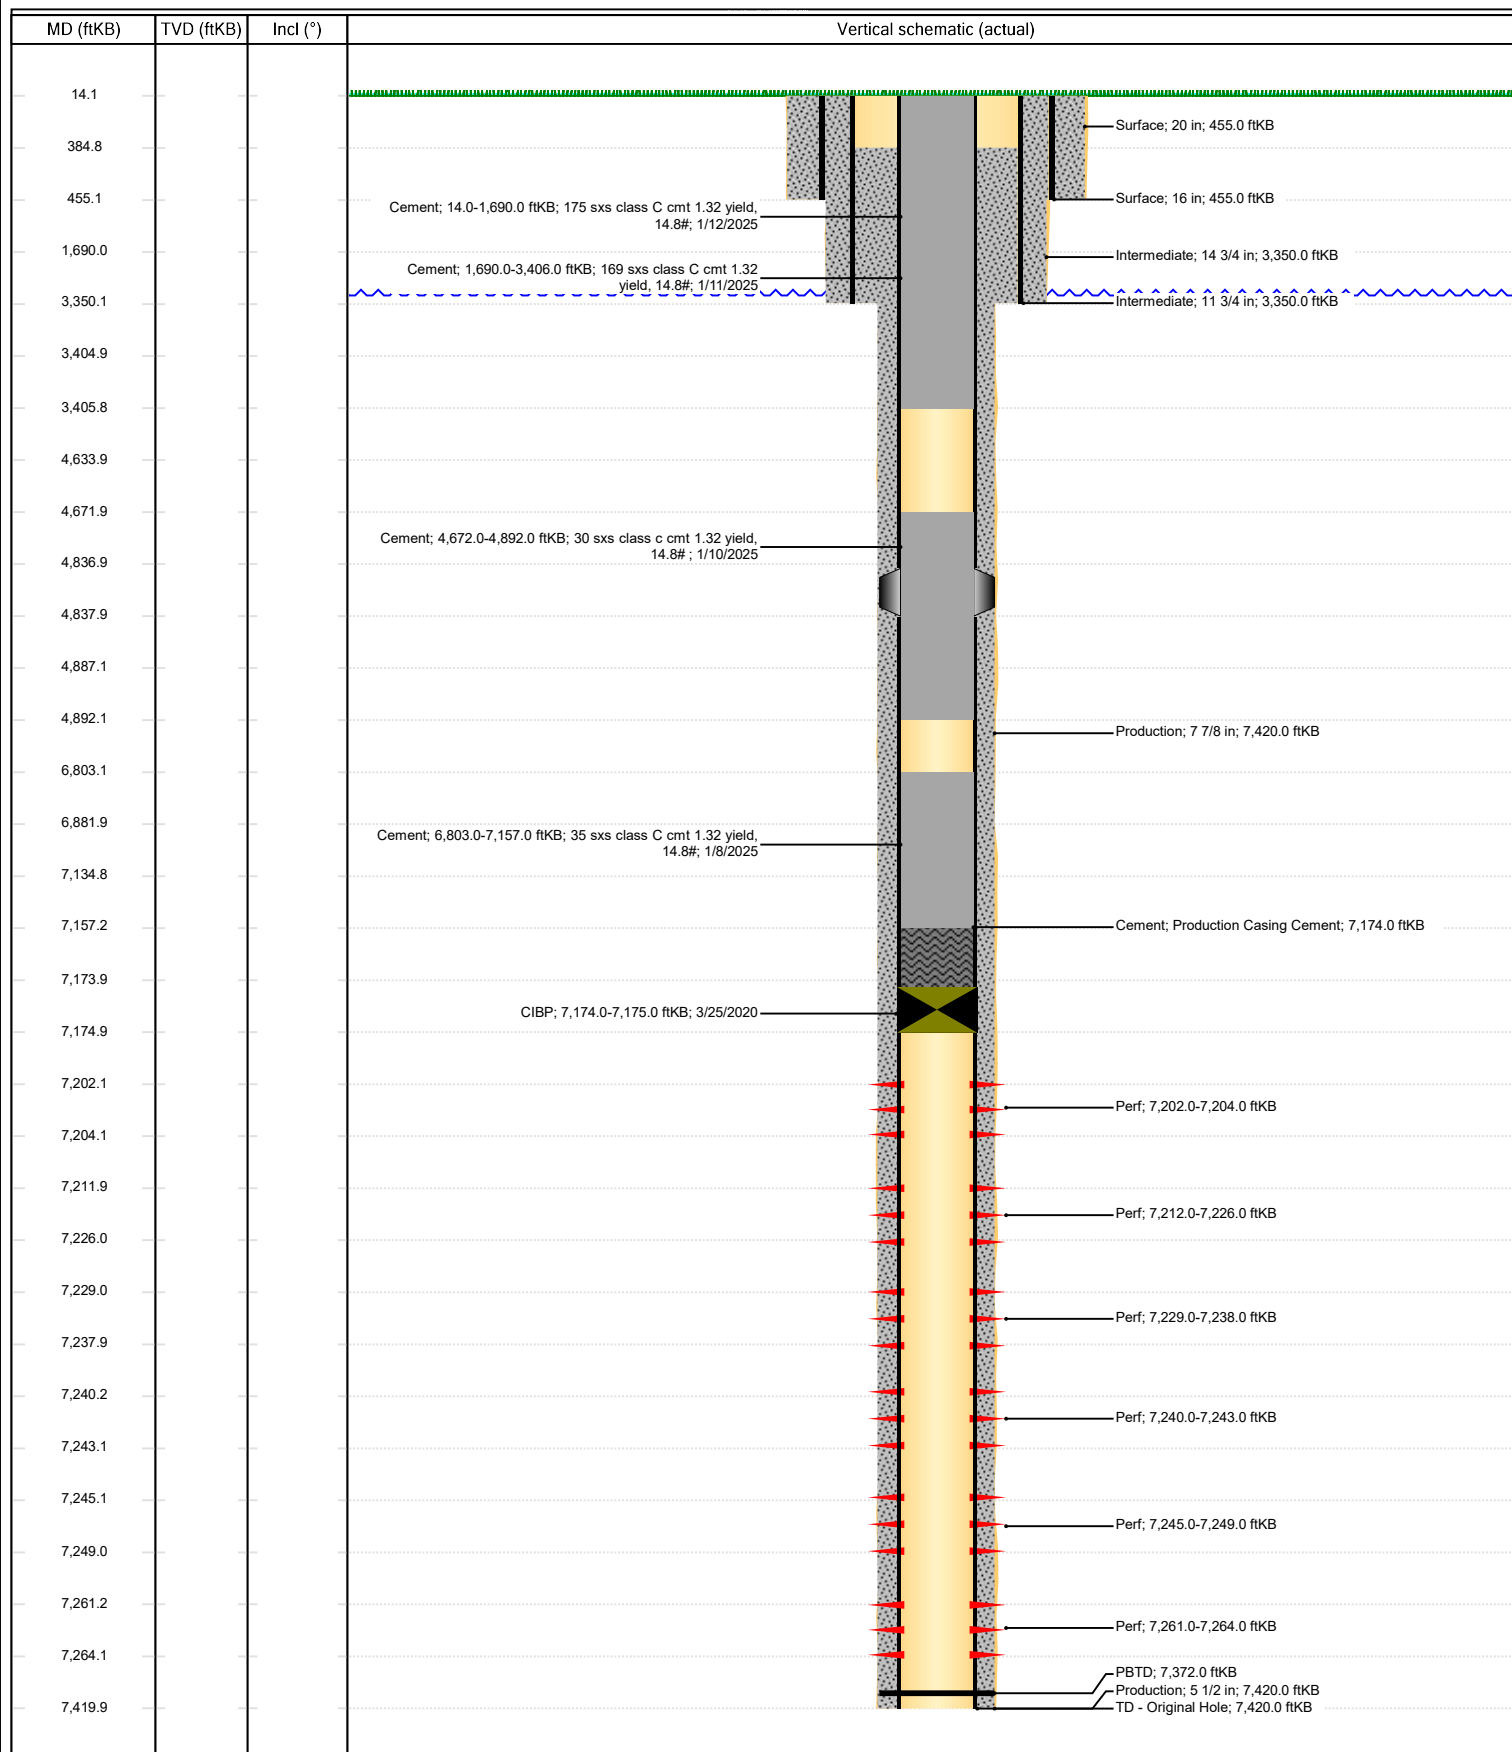 MD (ftKB) TVD (ftKB) Incl (°) Vertical schematic (actual)
14.1
Surface; 20 in; 455.0 ftKB
384.8
455.1
Surface; 16 in; 455.0 ftKB
Cement; 14.0-1,690.0 ftKB; 175 sxs class C cmt 1.32 yield,
14.8#; 1/12/2025
1,690.0
Intermediate; 14 3/4 in; 3,350.0 ftKB
Cement; 1,690.0-3,406.0 ftKB; 169 sxs class C cmt 1.32
yield, 14.8#; 1/11/2025
3,350.1
Intermediate; 11 3/4 in; 3,350.0 ftKB
3,404.9
3,405.8
4,633.9
4,671.9
Cement; 4,672.0-4,892.0 ftKB; 30 sxs class c cmt 1.32 yield,
14.8# ; 1/10/2025
4,836.9
4,837.9
4,887.1
4,892.1
Production; 7 7/8 in; 7,420.0 ftKB
6,803.1
6,881.9
Cement; 6,803.0-7,157.0 ftKB; 35 sxs class C cmt 1.32 yield,
14.8#; 1/8/2025
7,134.8
7,157.2
Cement; Production Casing Cement; 7,174.0 ftKB
7,173.9
CIBP; 7,174.0-7,175.0 ftKB; 3/25/2020
7,174.9
7,202.1
Perf; 7,202.0-7,204.0 ftKB
7,204.1
7,211.9
Perf; 7,212.0-7,226.0 ftKB
7,226.0
7,229.0
Perf; 7,229.0-7,238.0 ftKB
7,237.9
7,240.2
Perf; 7,240.0-7,243.0 ftKB
7,243.1
7,245.1
Perf; 7,245.0-7,249.0 ftKB
7,249.0
7,261.2
Perf; 7,261.0-7,264.0 ftKB
7,264.1
PBTD; 7,372.0 ftKB
Production; 5 1/2 in; 7,420.0 ftKB
7,419.9
TD - Original Hole; 7,420.0 ftKB